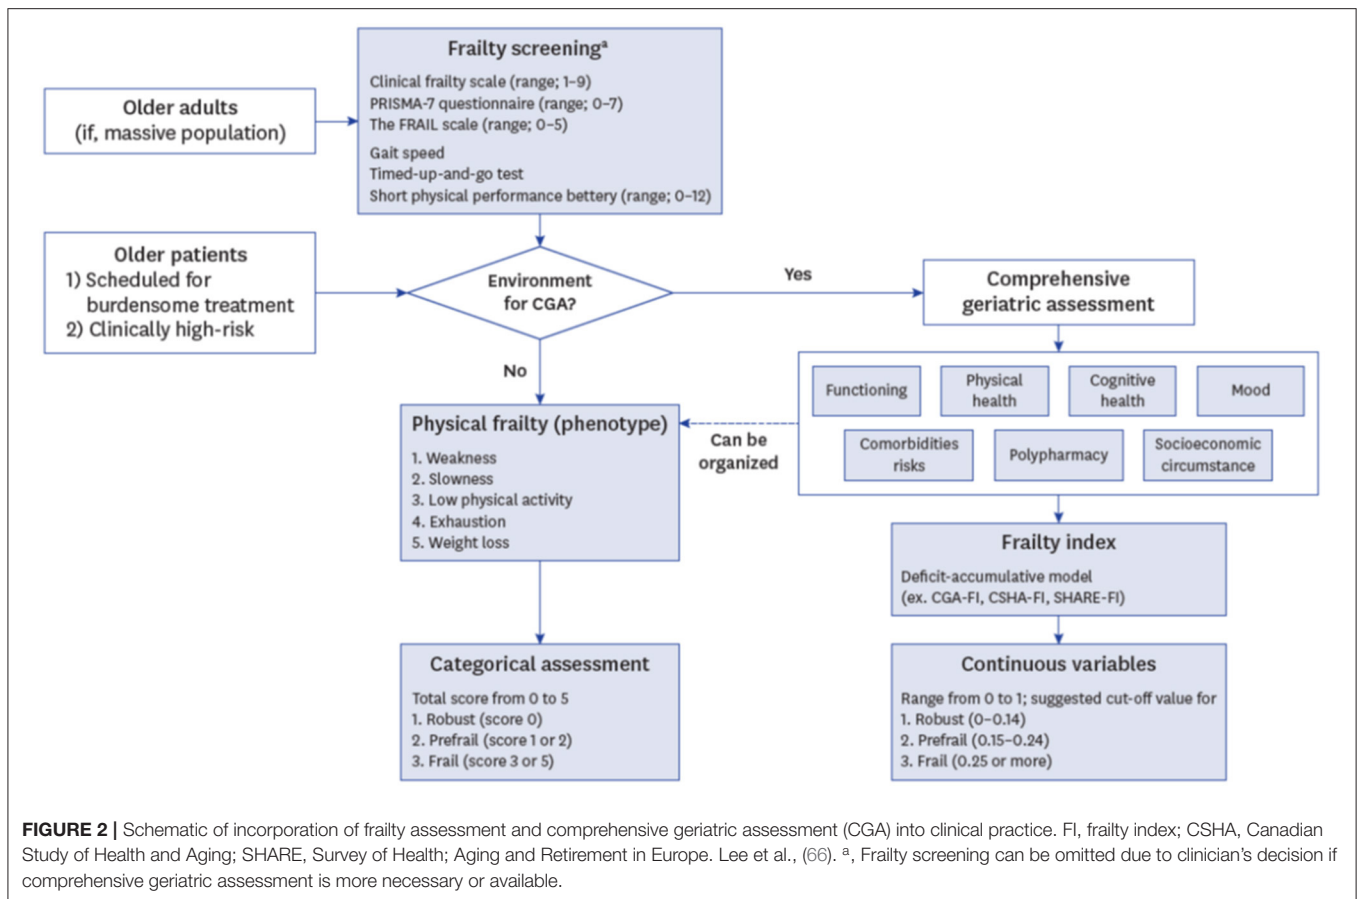 Frailty screeningᵃ
Clinical frailty scale (range; 1–9)
PRISMA-7 questionnaire (range; 0–7)
The FRAIL scale (range; 0–5)
Gait speed
Timed-up-and-go test
Short physical performance bettery (range; 0–12)
Older adults
(if, massive population)
Older patients
1) Scheduled for
burdensome treatment
2) Clinically high-risk
Environment
for CGA?
Yes
Comprehensive
geriatric assessment
No
Functioning
Physical
health
Cognitive
health
Mood
Comorbidities
risks
Polypharmacy
Socioeconomic
circumstance
Can be
organized
Physical frailty (phenotype)
1. Weakness
2. Slowness
3. Low physical activity
4. Exhaustion
5. Weight loss
Frailty index
Deficit-accumulative model
(ex. CGA-FI, CSHA-FI, SHARE-FI)
Categorical assessment
Total score from 0 to 5
1. Robust (score 0)
2. Prefrail (score 1 or 2)
3. Frail (score 3 or 5)
Continuous variables
Range from 0 to 1; suggested cut-off value for
1. Robust (0–0.14)
2. Prefrail (0.15–0.24)
3. Frail (0.25 or more)
FIGURE 2 | Schematic of incorporation of frailty assessment and comprehensive geriatric assessment (CGA) into clinical practice. FI, frailty index; CSHA, Canadian
Study of Health and Aging; SHARE, Survey of Health; Aging and Retirement in Europe. Lee et al., (66). ᵃ, Frailty screening can be omitted due to clinician's decision if
comprehensive geriatric assessment is more necessary or available.